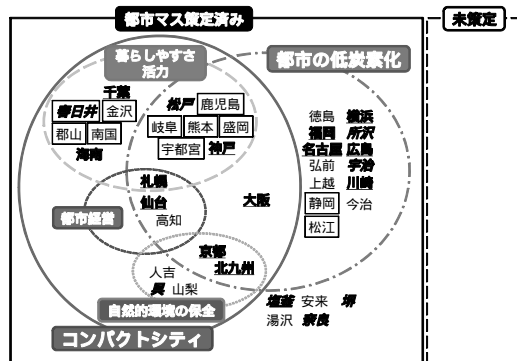 都市マス策定済み
未策定
暮らしやすさ
活力
都市の低炭素化
千葉
春日井 金沢
郡山 南国
海南
松戸 鹿児島
岐阜 熊本 盛岡
宇都宮 神戸
徳島 横浜
福岡 所沢
名古屋 広島
弘前 宇治
上越 川崎
静岡 今治
松江
札幌
仙台
高知
都市経営
大阪
京都
北九州
人吉
呉 山梨
自然的環境の保全
塩釜 安来 堺
湯沢 奈良
コンパクトシティ